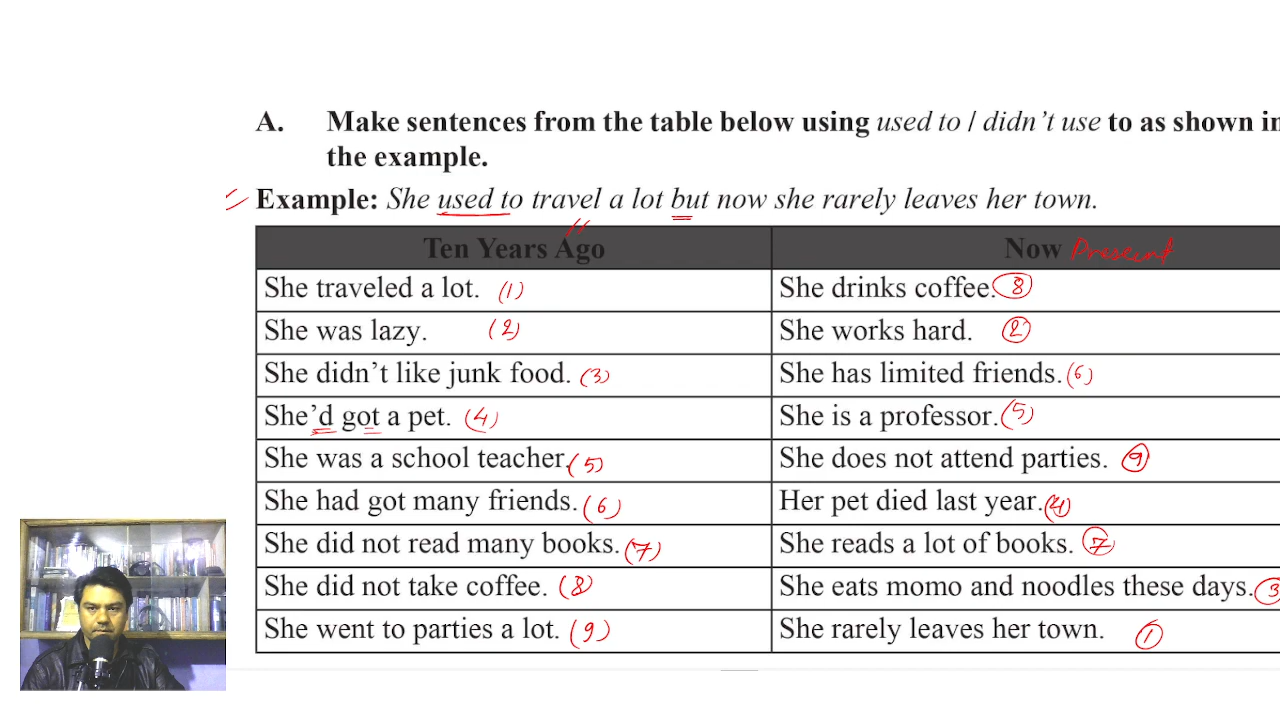 A. Make sentences from the table below using used to / didn't use to as shown in
the example.
Example: She used to travel a lot but now she rarely leaves her town.
Ten Years Ago Now Present
She traveled a lot. (1) She drinks coffee. 8
She was lazy. (2) She works hard. 2
She didn't like junk food. (3) She has limited friends. (6)
She'd got a pet. (4) She is a professor. (5)
She was a school teacher. (5) She does not attend parties. 9
She had got many friends. (6) Her pet died last year. (4)
She did not read many books. (7) She reads a lot of books. 7
She did not take coffee. (8) She eats momo and noodles these days. 3
She went to parties a lot. (9) She rarely leaves her town. 1